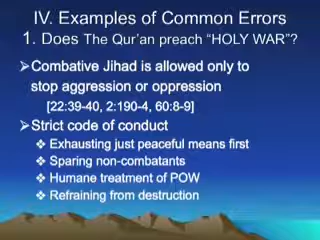 IV. Examples of Common Errors
1. Does The Qur'an preach “HOLY WAR”?
➢Combative Jihad is allowed only to
stop aggression or oppression
[22:39-40, 2:190-4, 60:8-9]
➢Strict code of conduct
❖ Exhausting just peaceful means first
❖ Sparing non-combatants
❖ Humane treatment of POW
❖ Refraining from destruction